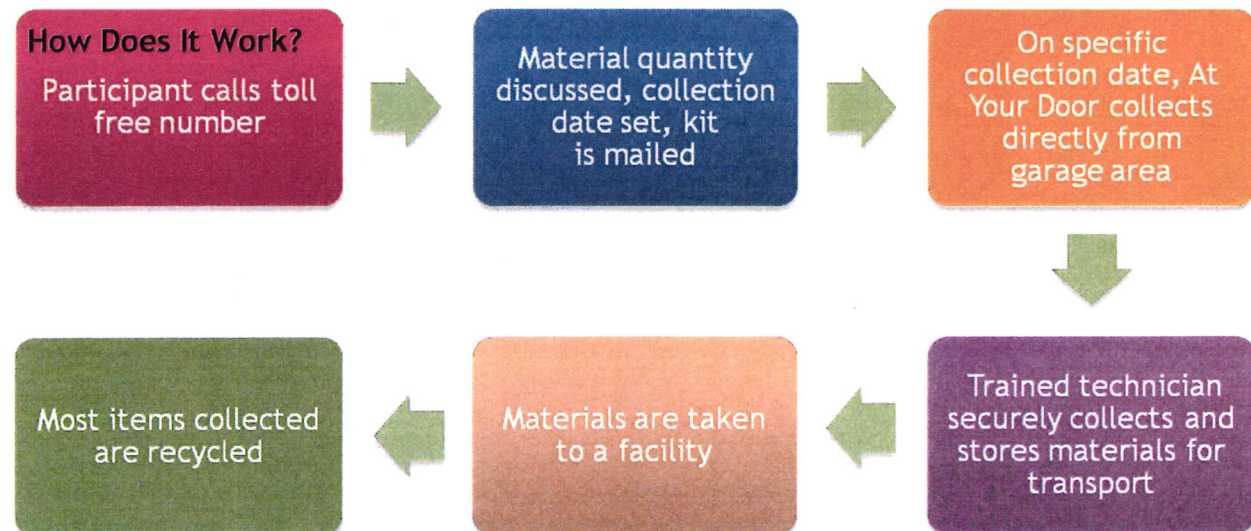 How Does It Work?
Participant calls toll
free number
Material quantity
discussed, collection
date set, kit
is mailed
On specific
collection date, At
Your Door collects
directly from
garage area
Trained technician
securely collects and
stores materials for
transport
Materials are taken
to a facility
Most items collected
are recycled